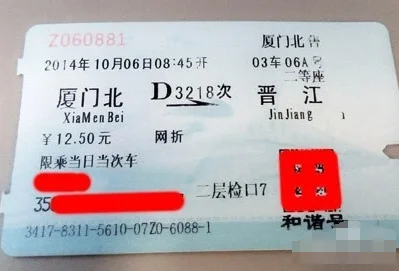 Z060881 厦门北售
2014年10月06日08:45开 03车06A号
二等座
厦门北 D3218次 晋江
XiaMenBei JinJiang
￥12.50元 网折
限乘当日当次车
35
二层检口7
和谐号
3417-8311-5610-07Z0-6088-1